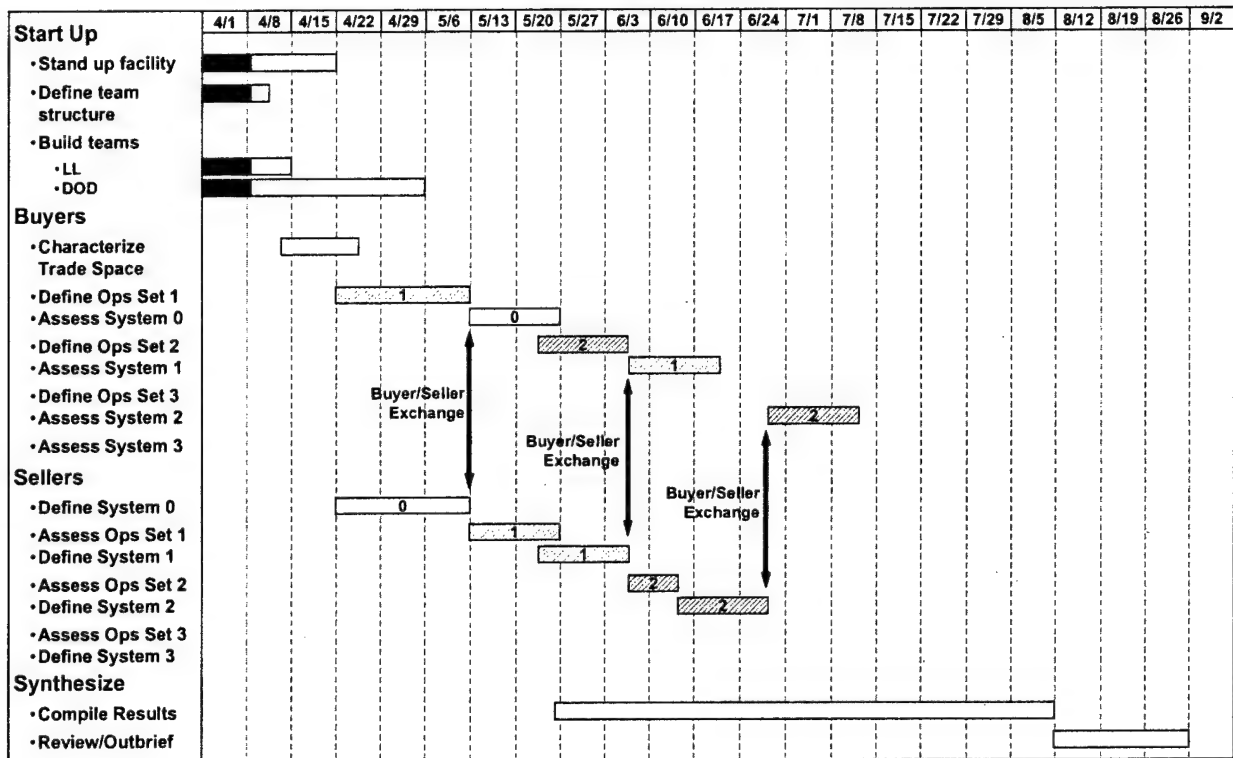 4/1 4/8 4/15 4/22 4/29 5/6 5/13 5/20 5/27 6/3 6/10 6/17 6/24 7/1 7/8 7/15 7/22 7/29 8/5 8/12 8/19 8/26 9/2
Start Up
•Stand up facility
•Define team
structure
•Build teams
•LL
•DOD
Buyers
•Characterize
Trade Space
•Define Ops Set 1
1
•Assess System 0
0
•Define Ops Set 2
2
•Assess System 1
1
Buyer/Seller
Exchange
•Define Ops Set 3
•Assess System 2
2
•Assess System 3
Buyer/Seller
Exchange
Sellers
Buyer/Seller
Exchange
•Define System 0
0
•Assess Ops Set 1
1
•Define System 1
1
•Assess Ops Set 2
2
•Define System 2
2
•Assess Ops Set 3
•Define System 3
Synthesize
•Compile Results
•Review/Outbrief